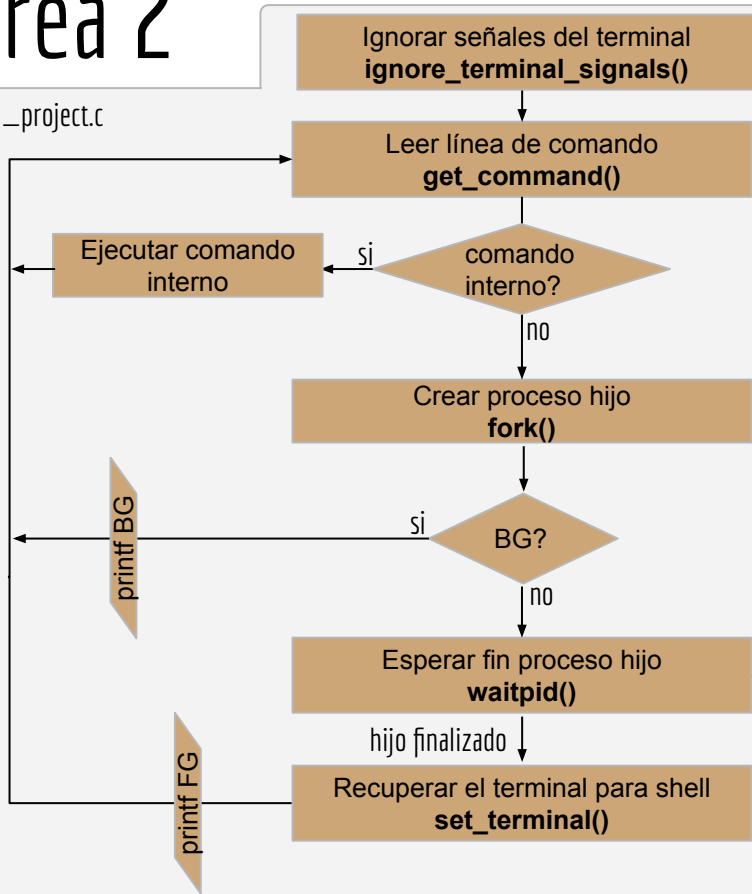 rea 2
_project.c
Ignorar señales del terminal
ignore_terminal_signals()
Leer línea de comando
get_command()
Ejecutar comando
interno
si
comando
interno?
no
Crear proceso hijo
fork()
printf BG
si
BG?
no
Esperar fin proceso hijo
waitpid()
hijo finalizado
printf FG
Recuperar el terminal para shell
set_terminal()